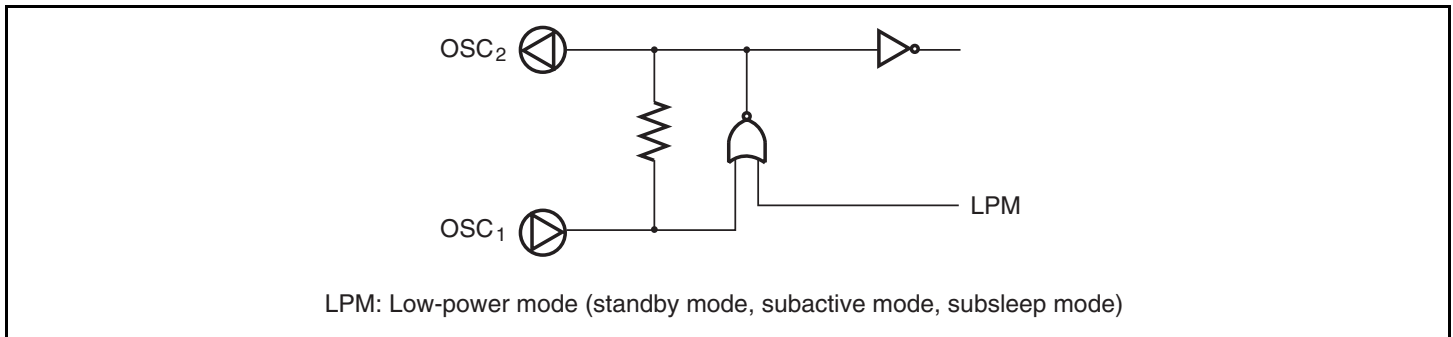 OSC2
OSC1
LPM
LPM: Low-power mode (standby mode, subactive mode, subsleep mode)